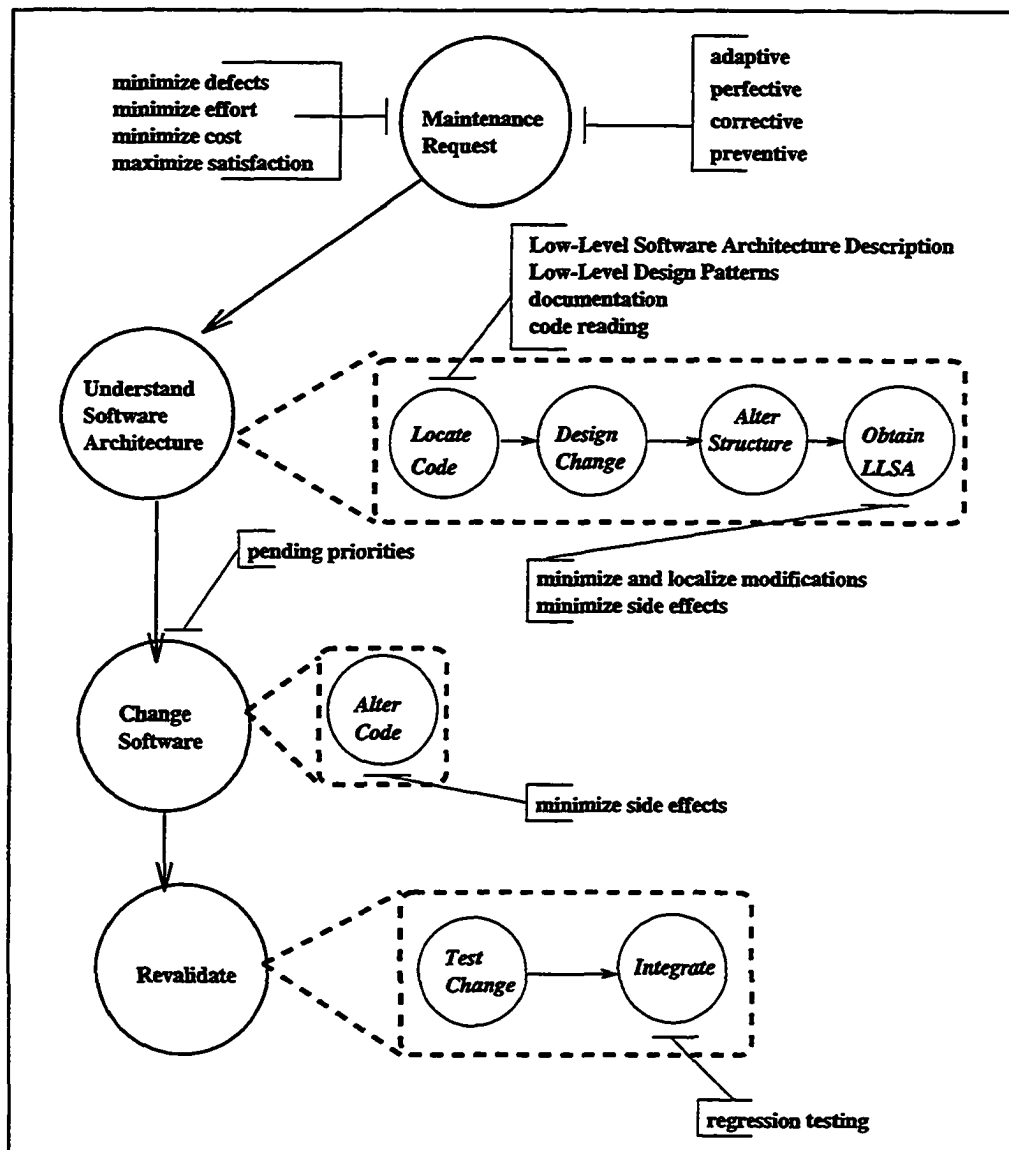 minimize defects
minimize effort
minimize cost
maximize satisfaction
Maintenance
Request
adaptive
perfective
corrective
preventive
Low-Level Software Architecture Description
Low-Level Design Patterns
documentation
code reading
Understand
Software
Architecture
Locate
Code
Design
Change
Alter
Structure
Obtain
LLSA
pending priorities
minimize and localize modifications
minimize side effects
Change
Software
Alter
Code
minimize side effects
Revalidate
Test
Change
Integrate
regression testing